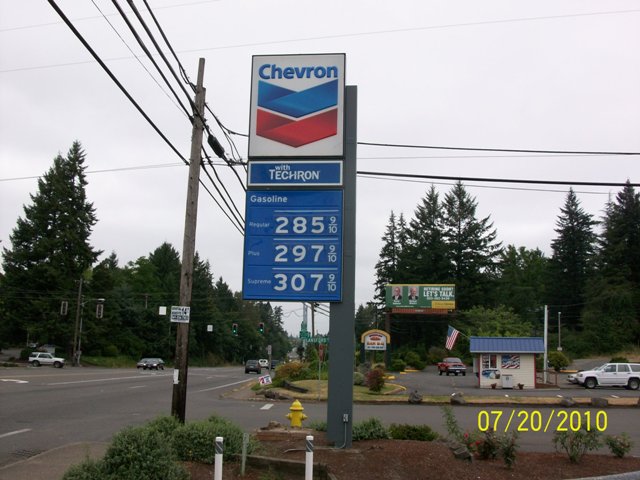 Chevron
with
TECHRON
Gasoline
Regular 285 9/10
Plus 297 9/10
Supreme 307 9/10
LET'S TALK.
07/20/2010